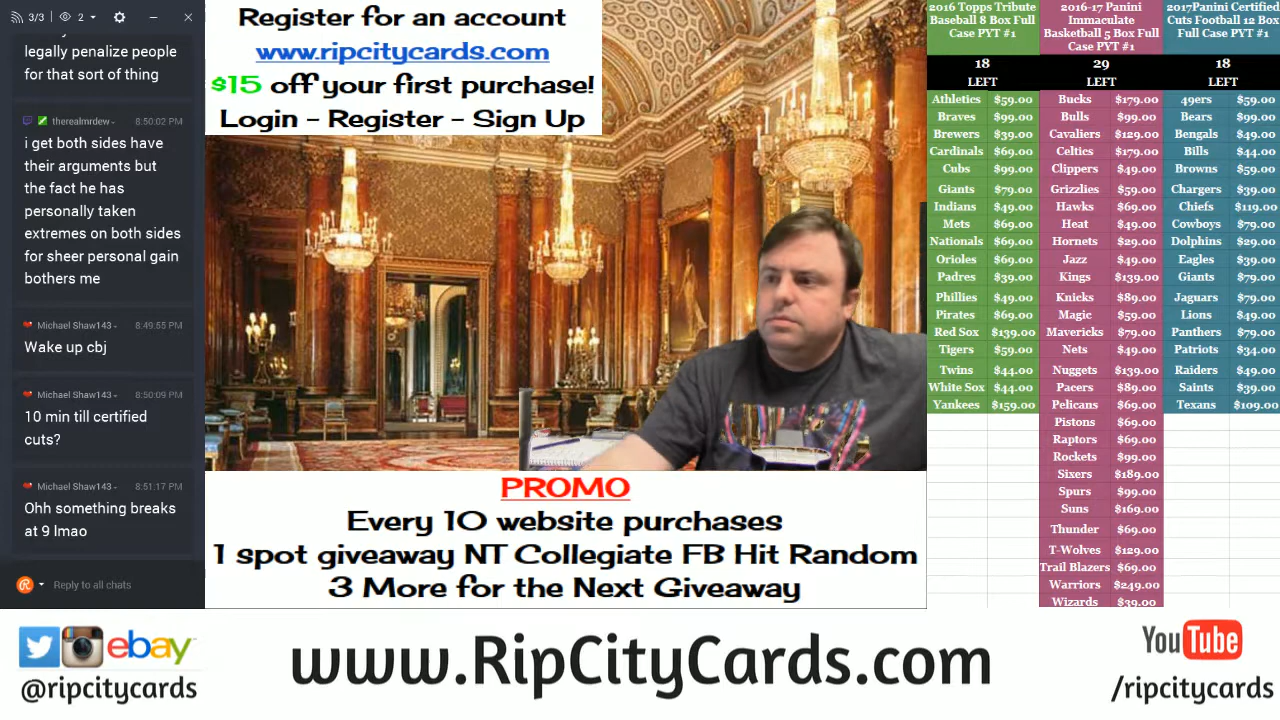 3/3
2
legally penalize people
for that sort of thing
therealmrdew
8:50:02 PM
i get both sides have
their arguments but
the fact he has
personally taken
extremes on both sides
for sheer personal gain
bothers me
Michael Shaw143
8:49:55 PM
Wake up cbj
Michael Shaw143
8:50:09 PM
10 min till certified
cuts?
Michael Shaw143
8:51:17 PM
Ohh something breaks
at 9 lmao
Reply to all chats
Register for an account
www.ripcitycards.com
$15 off your first purchase!
Login - Register - Sign Up
PROMO
Every 10 website purchases
1 spot giveaway NT Collegiate FB Hit Random
3 More for the Next Giveaway
2016 Topps Tribute
Baseball 8 Box Full
Case PYT #1
18
LEFT
Athletics $59.00
Braves $99.00
Brewers $39.00
Cardinals $69.00
Cubs $99.00
Giants $79.00
Indians $49.00
Mets $69.00
Nationals $69.00
Orioles $69.00
Padres $39.00
Phillies $49.00
Pirates $69.00
Red Sox $139.00
Tigers $59.00
Twins $44.00
White Sox $44.00
Yankees $159.00
2016-17 Panini
Immaculate
Basketball 5 Box Full
Case PYT #1
29
LEFT
Bucks $179.00
Bulls $99.00
Cavaliers $129.00
Celtics $179.00
Clippers $49.00
Grizzlies $59.00
Hawks $69.00
Heat $49.00
Hornets $29.00
Jazz $49.00
Kings $139.00
Knicks $89.00
Magic $59.00
Mavericks $79.00
Nets $49.00
Nuggets $139.00
Pacers $89.00
Pelicans $69.00
Pistons $69.00
Raptors $69.00
Rockets $99.00
Sixers $189.00
Spurs $99.00
Suns $169.00
Thunder $69.00
T-Wolves $129.00
Trail Blazers $69.00
Warriors $249.00
Wizards $39.00
2017Panini Certified
Cuts Football 12 Box
Full Case PYT #1
18
LEFT
49ers $59.00
Bears $99.00
Bengals $49.00
Bills $44.00
Browns $59.00
Chargers $39.00
Chiefs $119.00
Cowboys $79.00
Dolphins $29.00
Eagles $39.00
Giants $79.00
Jaguars $79.00
Lions $49.00
Panthers $79.00
Patriots $34.00
Raiders $49.00
Saints $39.00
Texans $109.00
ebay
@ripcitycards
www.RipCityCards.com
YouTube
/ripcitycards